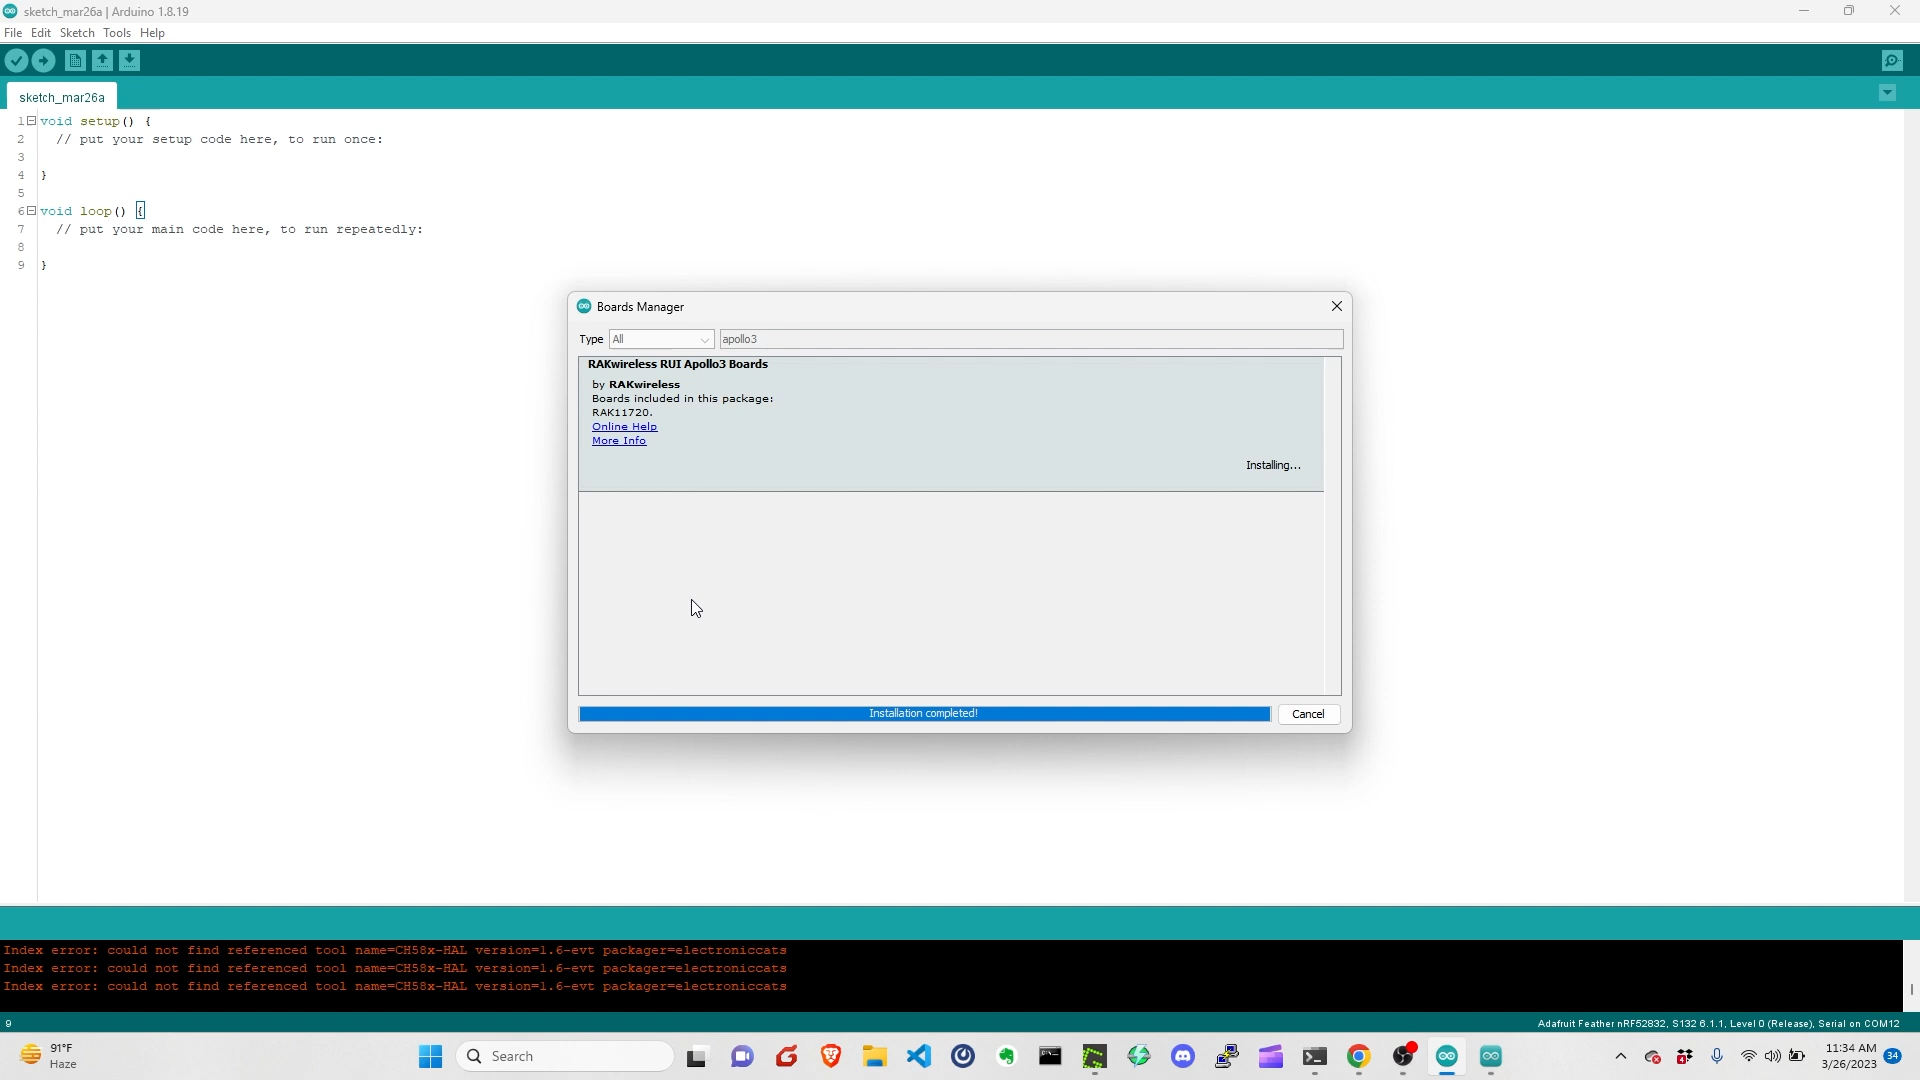 sketch_mar26a | Arduino 1.8.19
File Edit Sketch Tools Help
sketch_mar26a
1 void setup() {
2 // put your setup code here, to run once:
3
4 }
5
6 void loop() {
7 // put your main code here, to run repeatedly:
8
9 }
Boards Manager
Type All apollo3
RAKwireless RUI Apollo3 Boards
by RAKwireless
Boards included in this package:
RAK11720.
Online Help
More Info
Installing...
Installation completed! Cancel
Index error: could not find referenced tool name=CH58x-HAL version=1.6-evt packager=electroniccats
Index error: could not find referenced tool name=CH58x-HAL version=1.6-evt packager=electroniccats
Index error: could not find referenced tool name=CH58x-HAL version=1.6-evt packager=electroniccats
9 Adafruit Feather nRF52832, S132 6.1.1, Level 0 (Release), Serial on COM12
91°F
Haze
Search
11:34 AM
3/26/2023
34